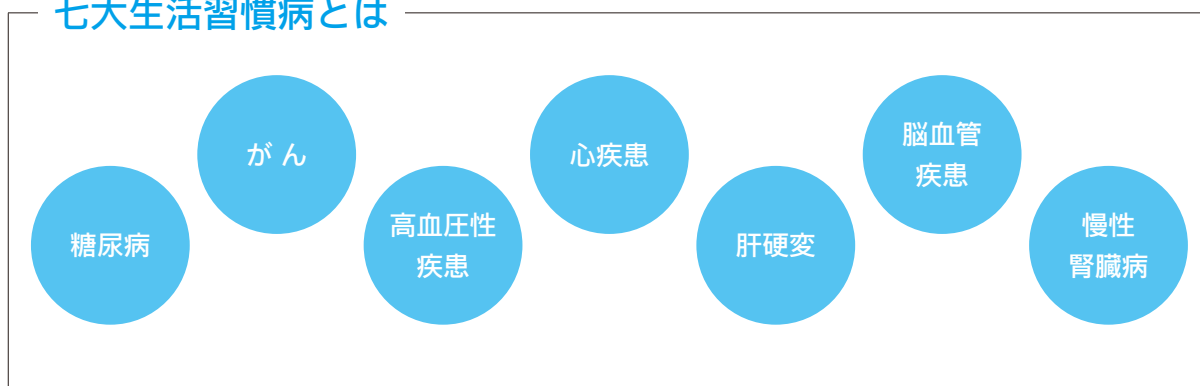 七大生活習慣病とは
糖尿病
が ん
高血圧性
疾患
心疾患
肝硬変
脳血管
疾患
慢性
腎臓病